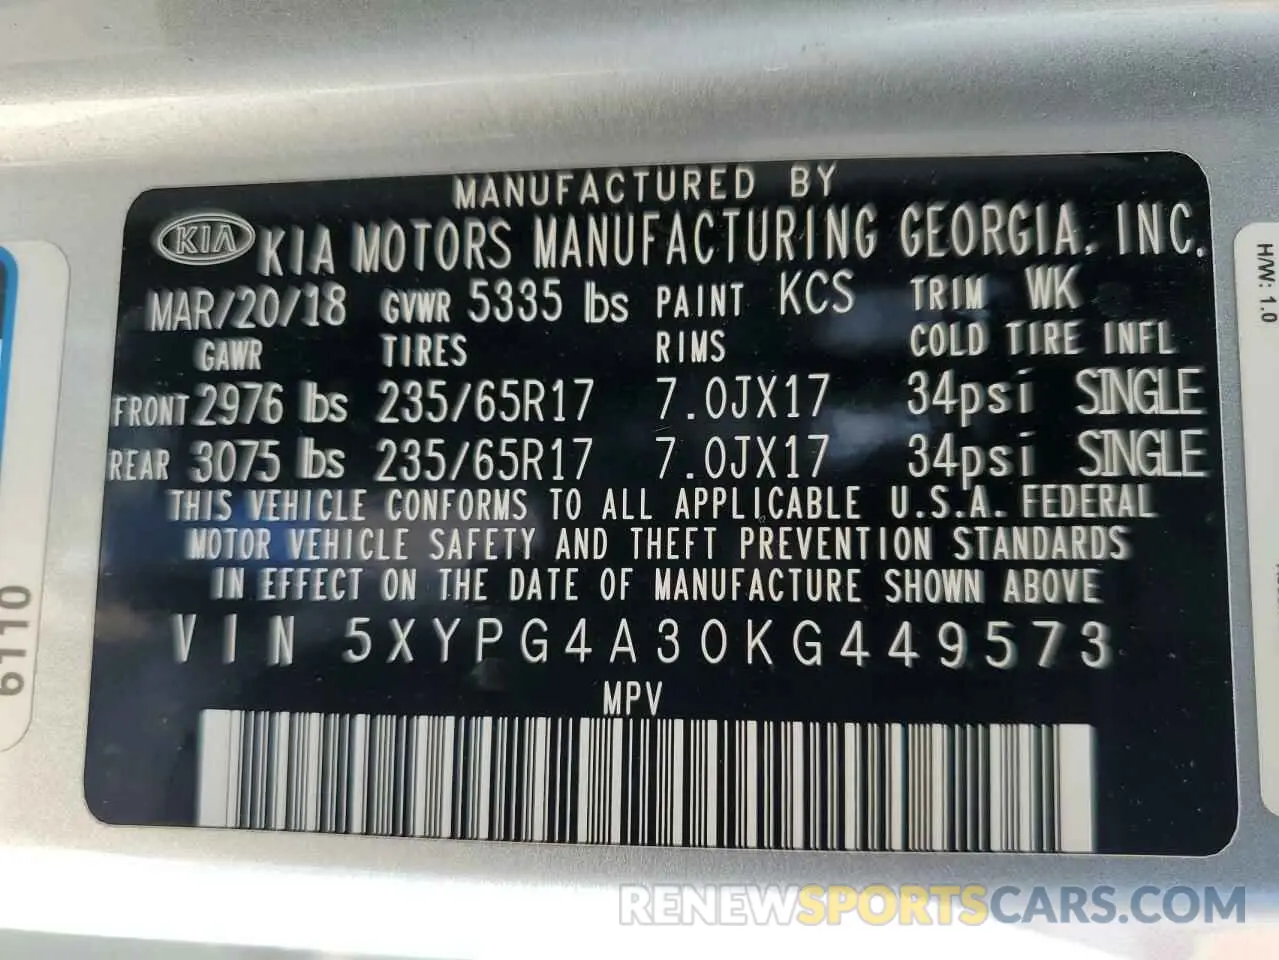 MANUFACTURED BY
KIA KIA MOTORS MANUFACTURING GEORGIA, INC.
MAR/20/18 GVWR 5335 lbs PAINT KCS TRIM WK
GAWR TIRES RIMS COLD TIRE INFL
FRONT 2976 lbs 235/65R17 7.0JX17 34psi SINGLE
REAR 3075 lbs 235/65R17 7.0JX17 34psi SINGLE
THIS VEHICLE CONFORMS TO ALL APPLICABLE U.S.A. FEDERAL
MOTOR VEHICLE SAFETY AND THEFT PREVENTION STANDARDS
IN EFFECT ON THE DATE OF MANUFACTURE SHOWN ABOVE
VIN 5XYPG4A30KG449573
MPV
H/W: 1.0
6110
RENEWSPORTSCARS.COM